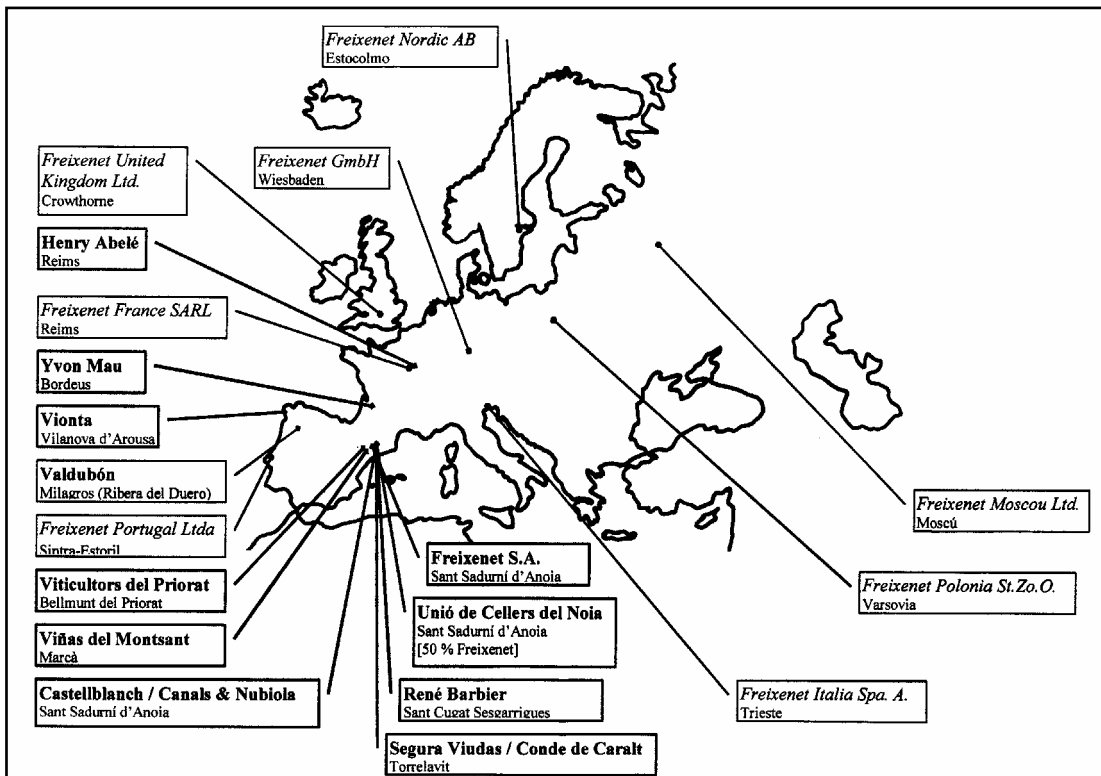 Freixenet Nordic AB
Estocolmo
Freixenet United
Kingdom Ltd.
Crowthorne
Freixenet GmbH
Wiesbaden
Henry Abelé
Reims
Freixenet France SARL
Reims
Yvon Mau
Bordeus
Vionta
Vilanova d'Arousa
Valdubón
Milagros (Ribera del Duero)
Freixenet Portugal Ltda
Sintra-Estoril
Viticultors del Priorat
Bellmunt del Priorat
Viñas del Montsant
Marcà
Castellblanch / Canals & Nubiola
Sant Sadurní d'Anoia
Freixenet S.A.
Sant Sadurní d'Anoia
Unió de Cellers del Noia
Sant Sadurní d'Anoia
[50 % Freixenet]
René Barbier
Sant Cugat Sesgarrigues
Segura Viudas / Conde de Caralt
Torrelavit
Freixenet Moscou Ltd.
Moscú
Freixenet Polonia St.Zo.O.
Varsovia
Freixenet Italia Spa. A.
Trieste